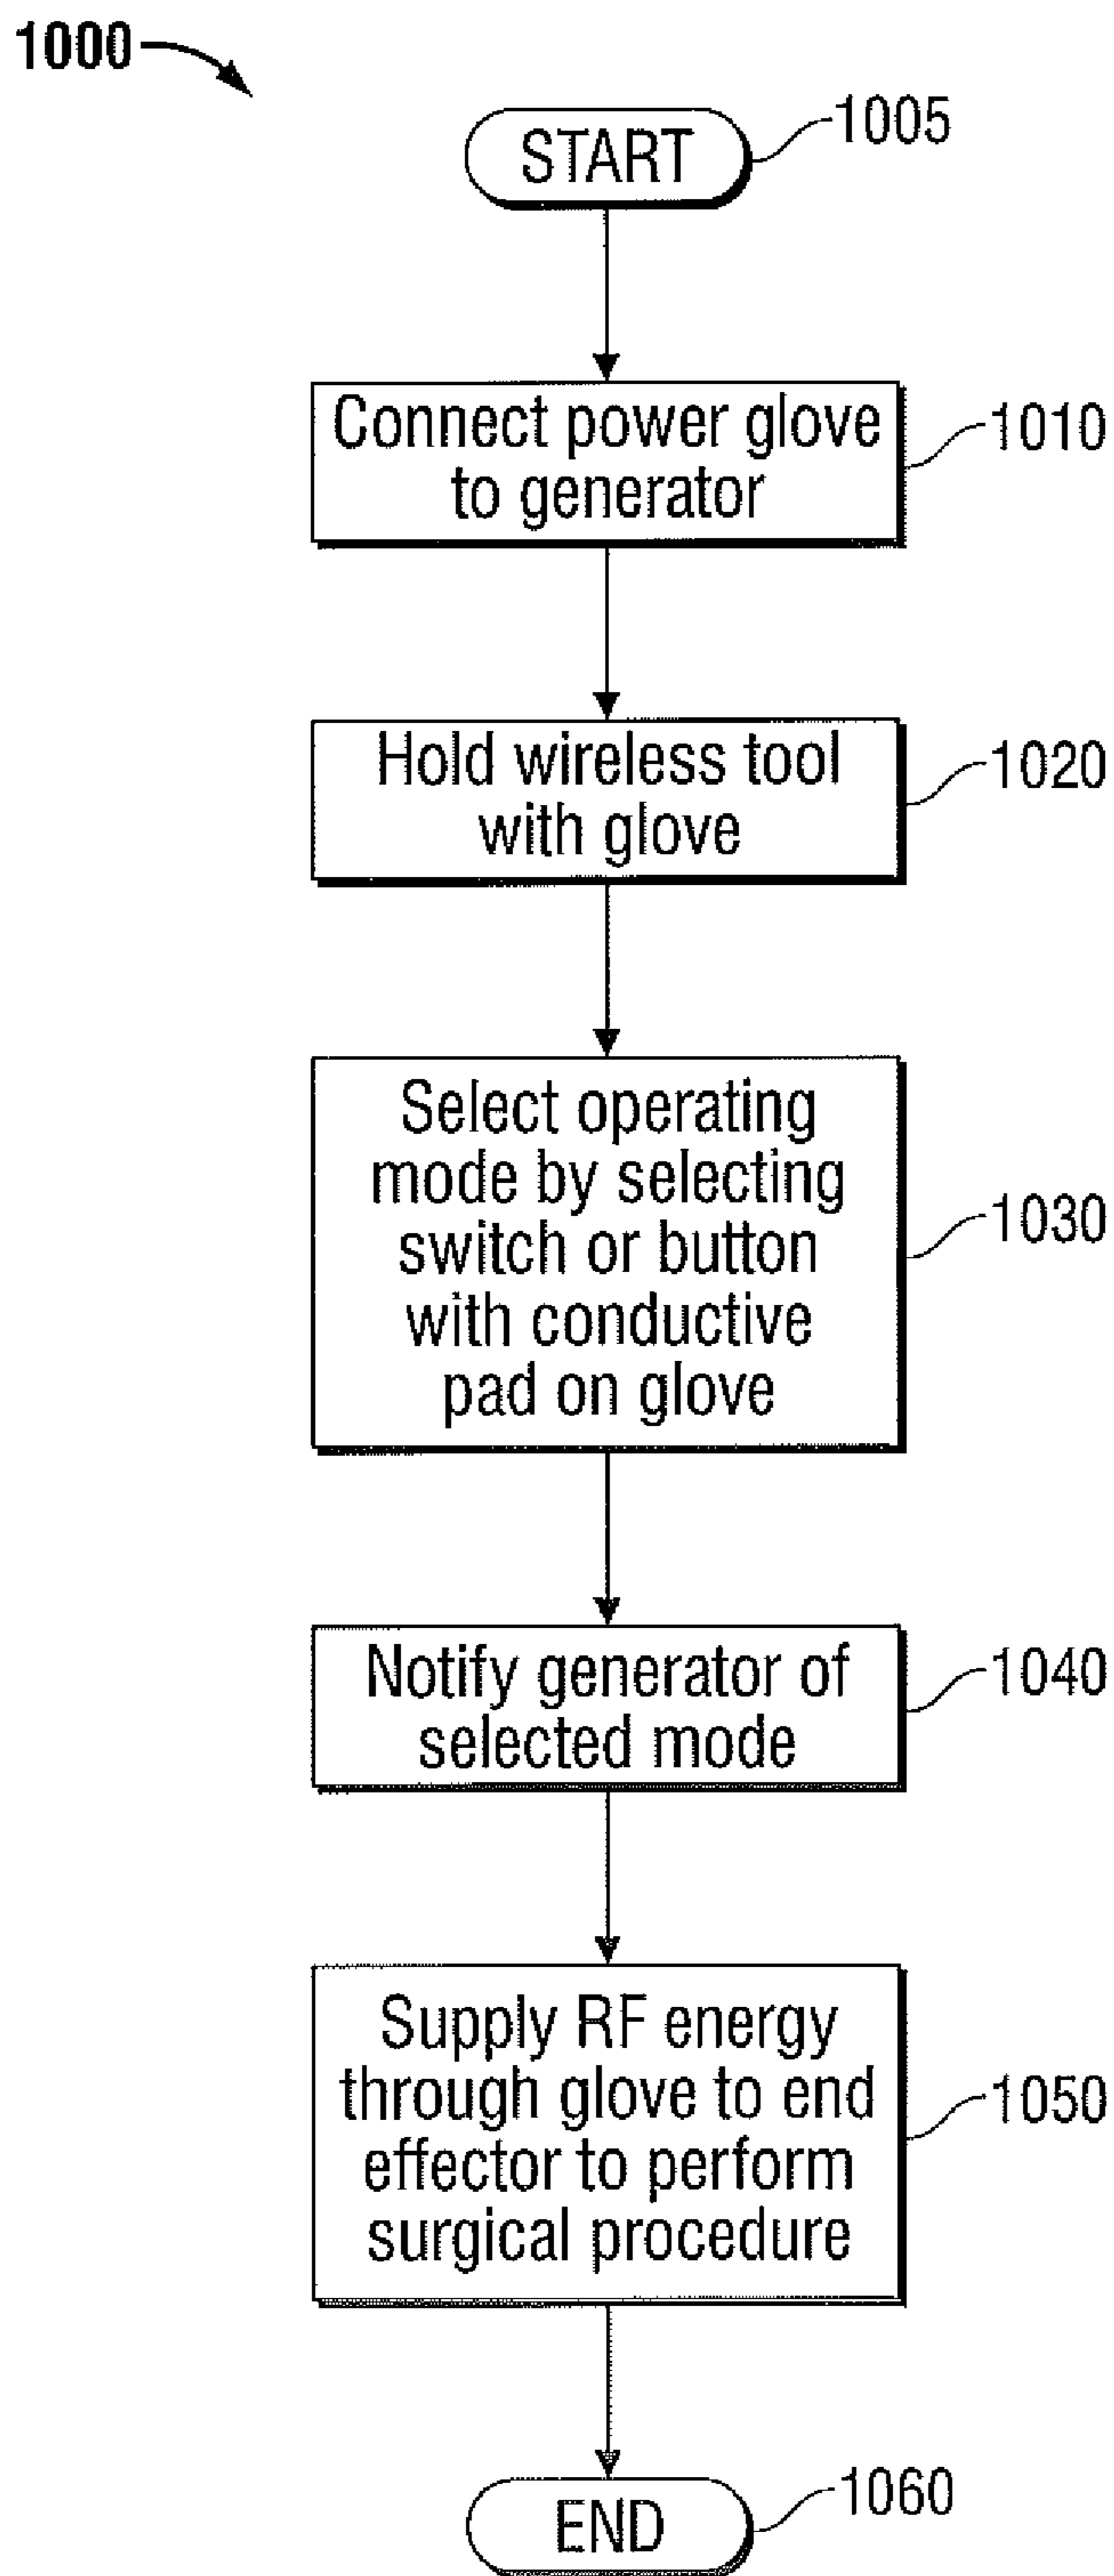 1000
START
1005
Connect power glove
to generator
1010
Hold wireless tool
with glove
1020
Select operating
mode by selecting
switch or button
with conductive
pad on glove
1030
Notify generator of
selected mode
1040
Supply RF energy
through glove to end
effector to perform
surgical procedure
1050
END
1060